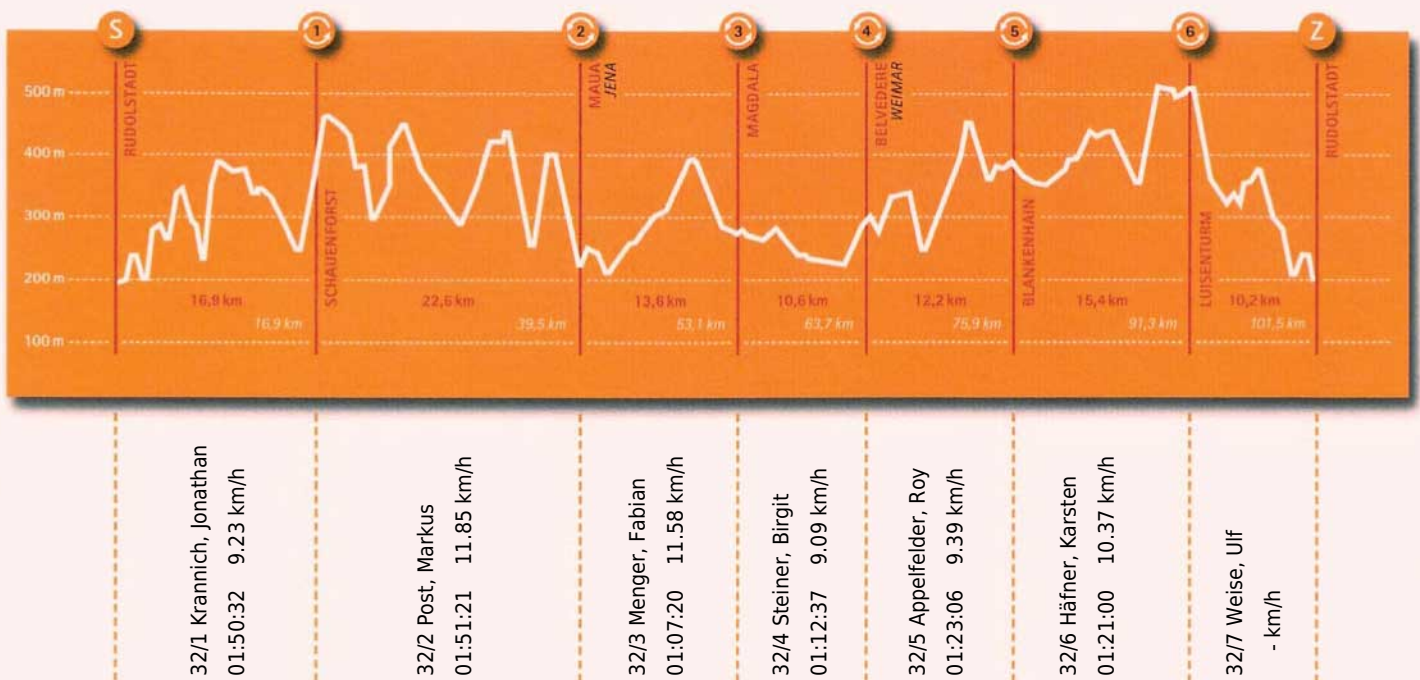 S
1
2
3
4
5
6
Z
500 m
400 m
300 m
200 m
100 m
RUDOLSTADT
SCHAUENFORST
MAUA
JENA
MAGDALA
BELVEDERE
WEIMAR
BLANKENHAIN
LUISENTURM
RUDOLSTADT
16,9 km
22,6 km
13,6 km
10,6 km
12,2 km
15,4 km
10,2 km
16,9 km
39,5 km
53,1 km
63,7 km
75,9 km
91,3 km
101,5 km
32/1 Krannich, Jonathan
01:50:32 9.23 km/h
32/2 Post, Markus
01:51:21 11.85 km/h
32/3 Menger, Fabian
01:07:20 11.58 km/h
32/4 Steiner, Birgit
01:12:37 9.09 km/h
32/5 Appelfelder, Roy
01:23:06 9.39 km/h
32/6 Häfner, Karsten
01:21:00 10.37 km/h
32/7 Weise, Ulf
- km/h